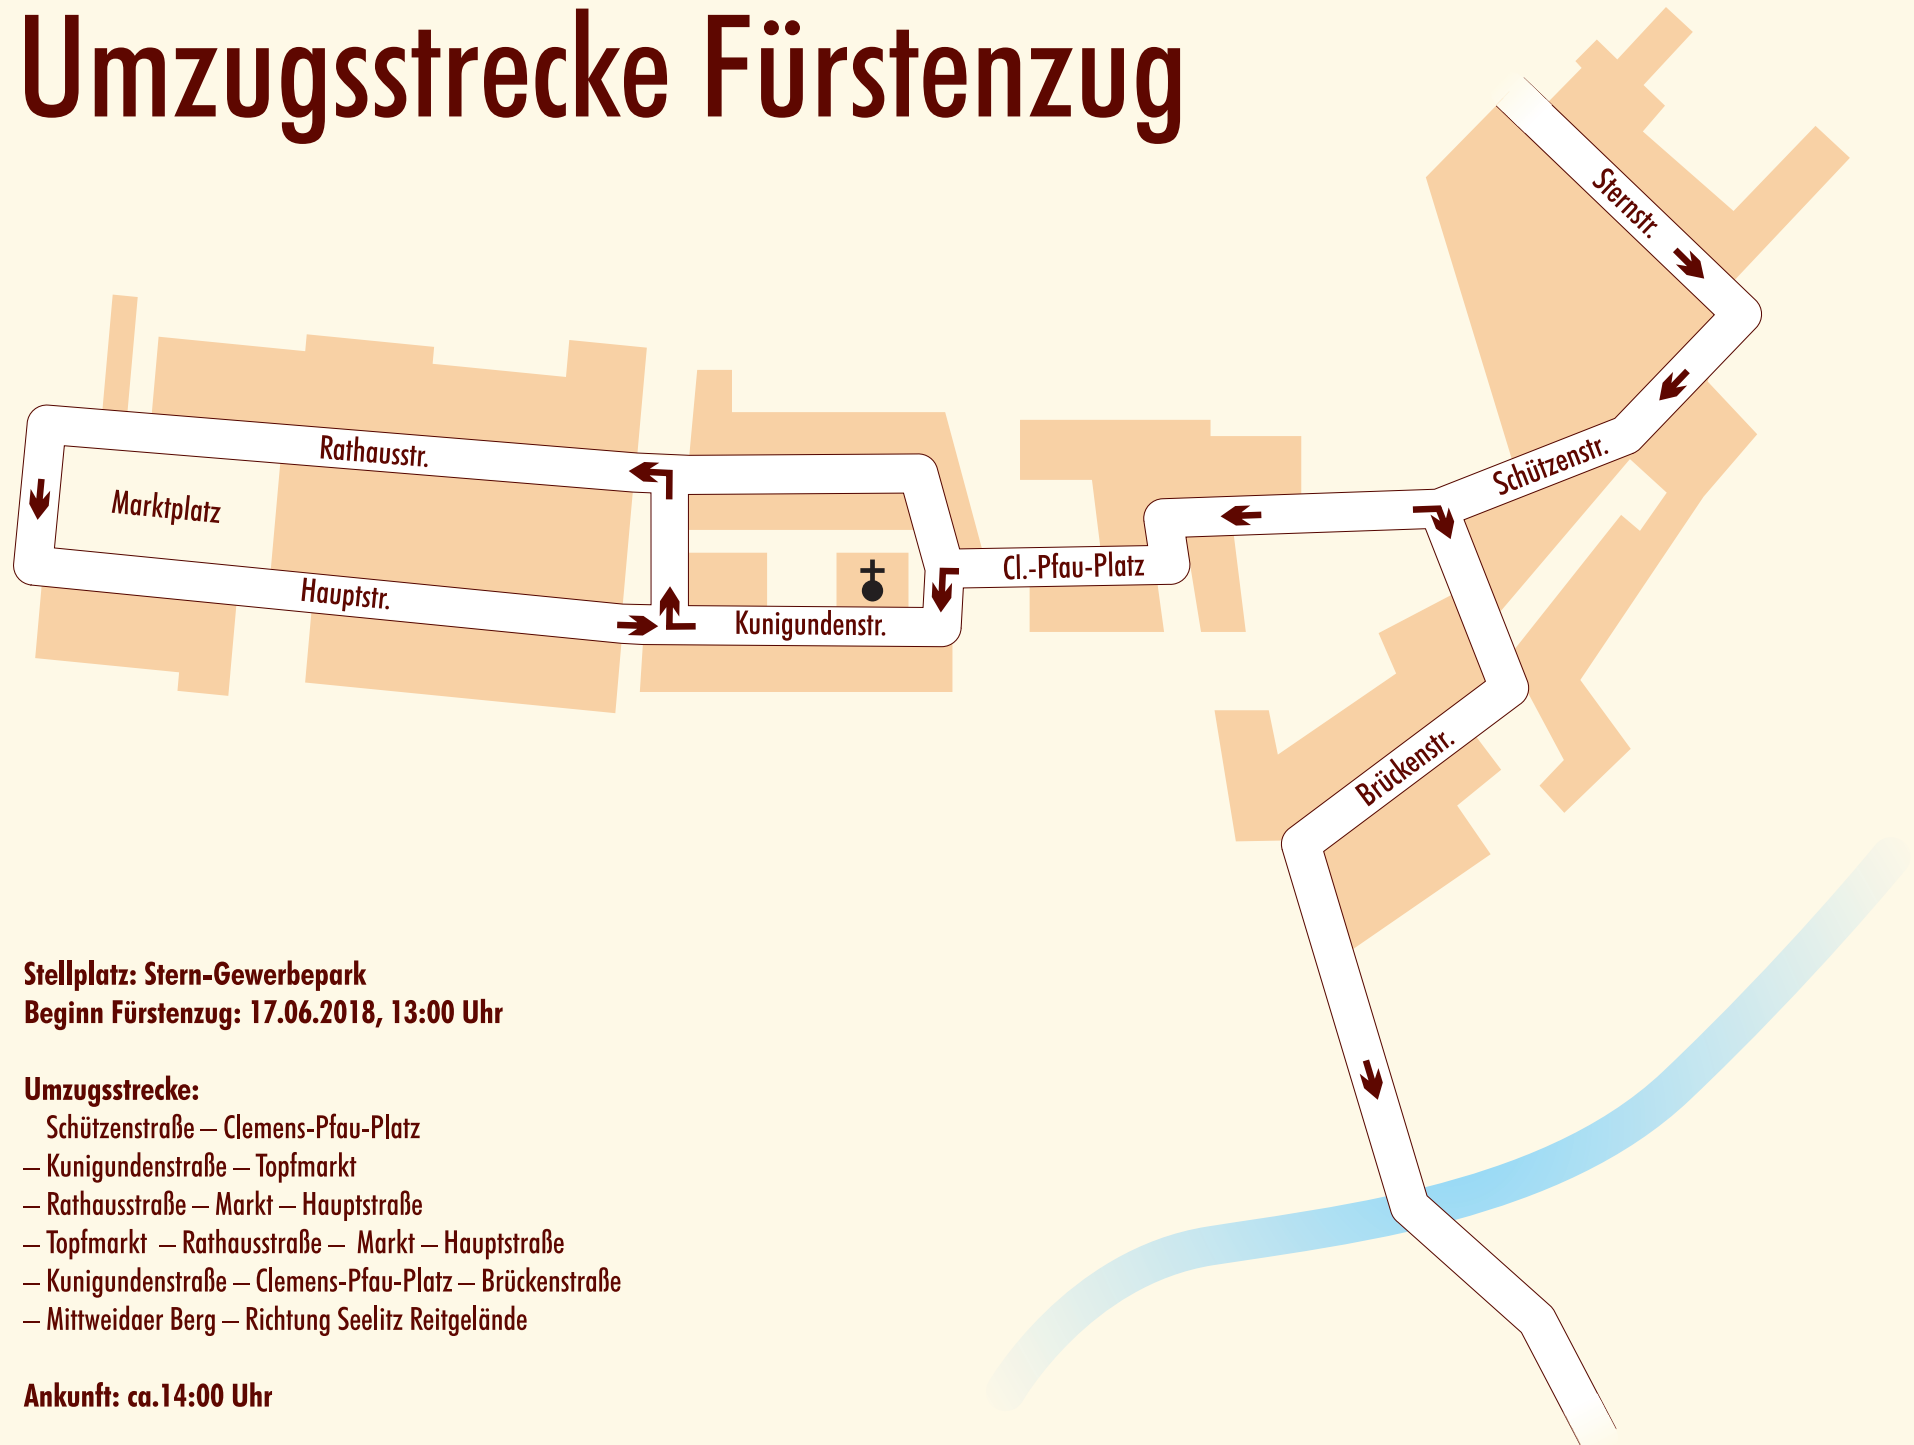 Umzugsstrecke Fürstenzug
Sternstr.
Schützenstr.
Rathausstr.
Marktplatz
Hauptstr.
Cl.-Pfau-Platz
Kunigundenstr.
Brückenstr.
Stellplatz: Stern-Gewerbepark
Beginn Fürstenzug: 17.06.2018, 13:00 Uhr
Umzugsstrecke:
Schützenstraße – Clemens-Pfau-Platz
– Kunigundenstraße – Topfmarkt
– Rathausstraße – Markt – Hauptstraße
– Topfmarkt – Rathausstraße – Markt – Hauptstraße
– Kunigundenstraße – Clemens-Pfau-Platz – Brückenstraße
– Mittweidaer Berg – Richtung Seelitz Reitgelände
Ankunft: ca.14:00 Uhr